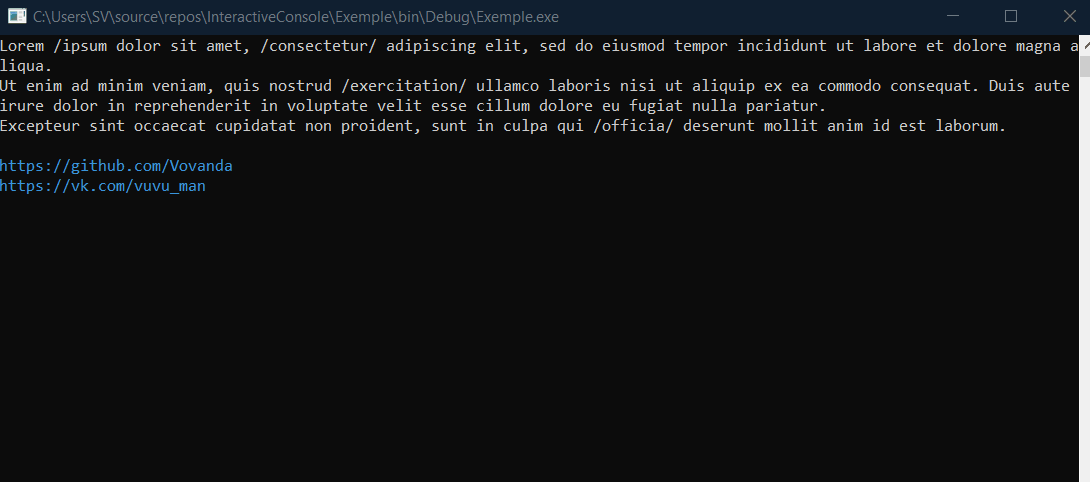 C:\Users\SV\source\repos\InteractiveConsole\Exemple\bin\Debug\Exemple.exe
Lorem /ipsum dolor sit amet, /consectetur/ adipiscing elit, sed do eiusmod tempor incididunt ut labore et dolore magna a
liqua.
Ut enim ad minim veniam, quis nostrud /exercitation/ ullamco laboris nisi ut aliquip ex ea commodo consequat. Duis aute
irure dolor in reprehenderit in voluptate velit esse cillum dolore eu fugiat nulla pariatur.
Excepteur sint occaecat cupidatat non proident, sunt in culpa qui /officia/ deserunt mollit anim id est laborum.
https://github.com/Vovanda
https://vk.com/vuvu_man